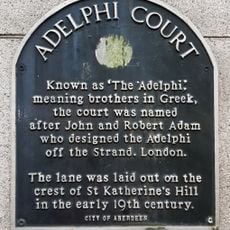 ADELPHI COURT
Known as 'The Adelphi',
meaning brothers in Greek,
the court was named
after John and Robert Adam
who designed the Adelphi
off the Strand, London.
The lane was laid out on the
crest of St Katherine's Hill
in the early 19th century.
CITY OF ABERDEEN